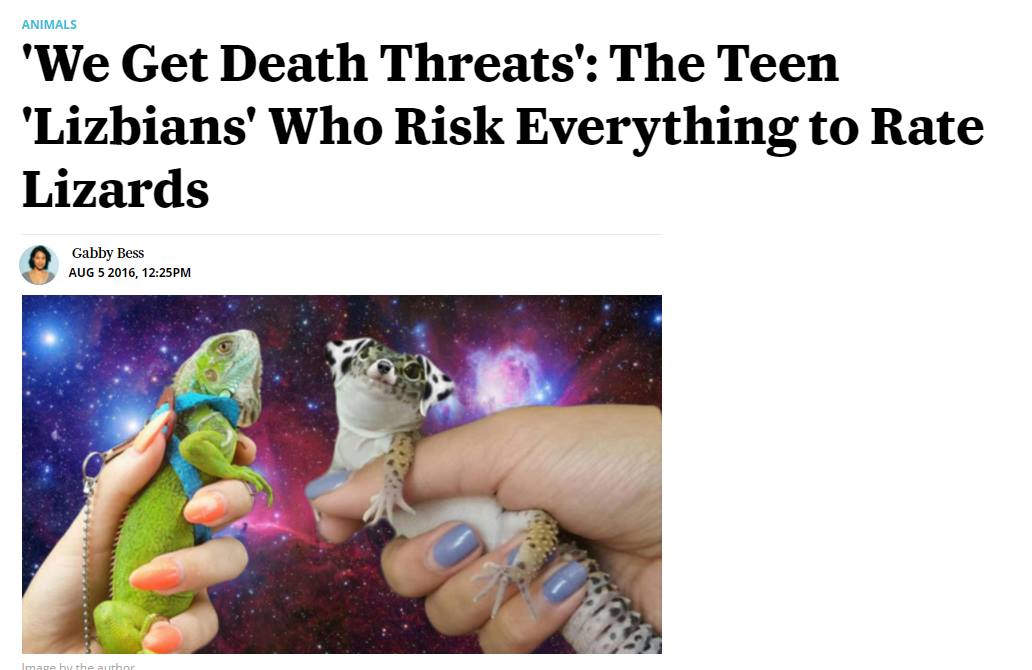 ANIMALS
'We Get Death Threats': The Teen
'Lizbians' Who Risk Everything to Rate
Lizards
Gabby Bess
AUG 5 2016, 12:25PM
Image by the author